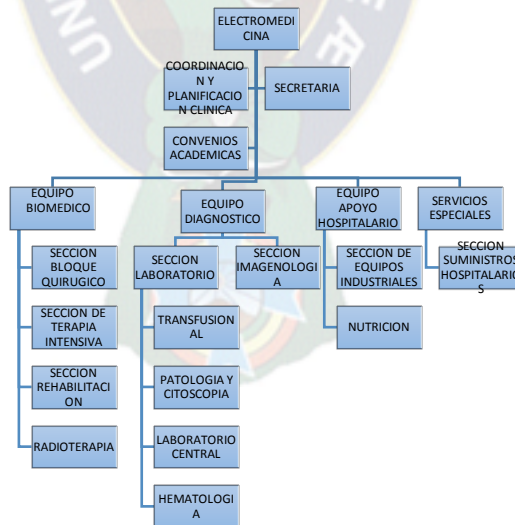 ELECTROMEDI
CINA
COORDINACIO
N Y
PLANIFICACIO
N CLINICA
SECRETARIA
CONVENIOS
ACADEMICAS
EQUIPO
BIOMEDICO
SECCION
BLOQUE
QUIRUGICO
SECCION DE
TERAPIA
INTENSIVA
SECCION
REHABILITACI
ON
RADIOTERAPIA
EQUIPO
DIAGNOSTICO
SECCION
LABORATORIO
TRANSFUSION
AL
PATOLOGIA Y
CITOSCOPIA
LABORATORIO
CENTRAL
HEMATOLOGI
A
SECCION
IMAGENOLOGI
A
EQUIPO
APOYO
HOSPITALARIO
SECCION DE
EQUIPOS
INDUSTRIALES
NUTRICION
SERVICIOS
ESPECIALES
SECCION
SUMINISTROS
HOSPITALARIO
S
UN
Æ